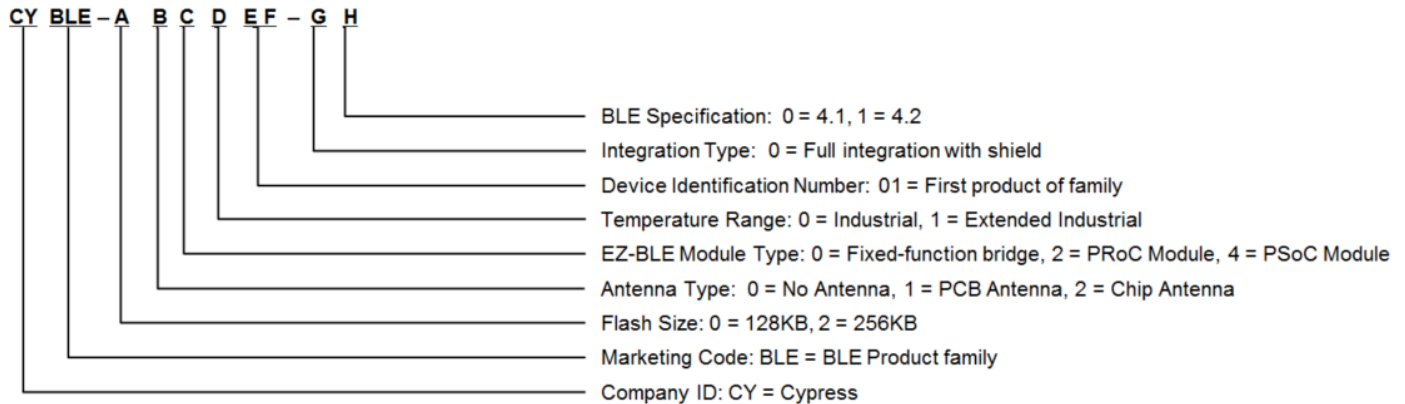 CY BLE – A B C D E F – G H
BLE Specification: 0 = 4.1, 1 = 4.2
Integration Type: 0 = Full integration with shield
Device Identification Number: 01 = First product of family
Temperature Range: 0 = Industrial, 1 = Extended Industrial
EZ-BLE Module Type: 0 = Fixed-function bridge, 2 = PRoC Module, 4 = PSoC Module
Antenna Type: 0 = No Antenna, 1 = PCB Antenna, 2 = Chip Antenna
Flash Size: 0 = 128KB, 2 = 256KB
Marketing Code: BLE = BLE Product family
Company ID: CY = Cypress